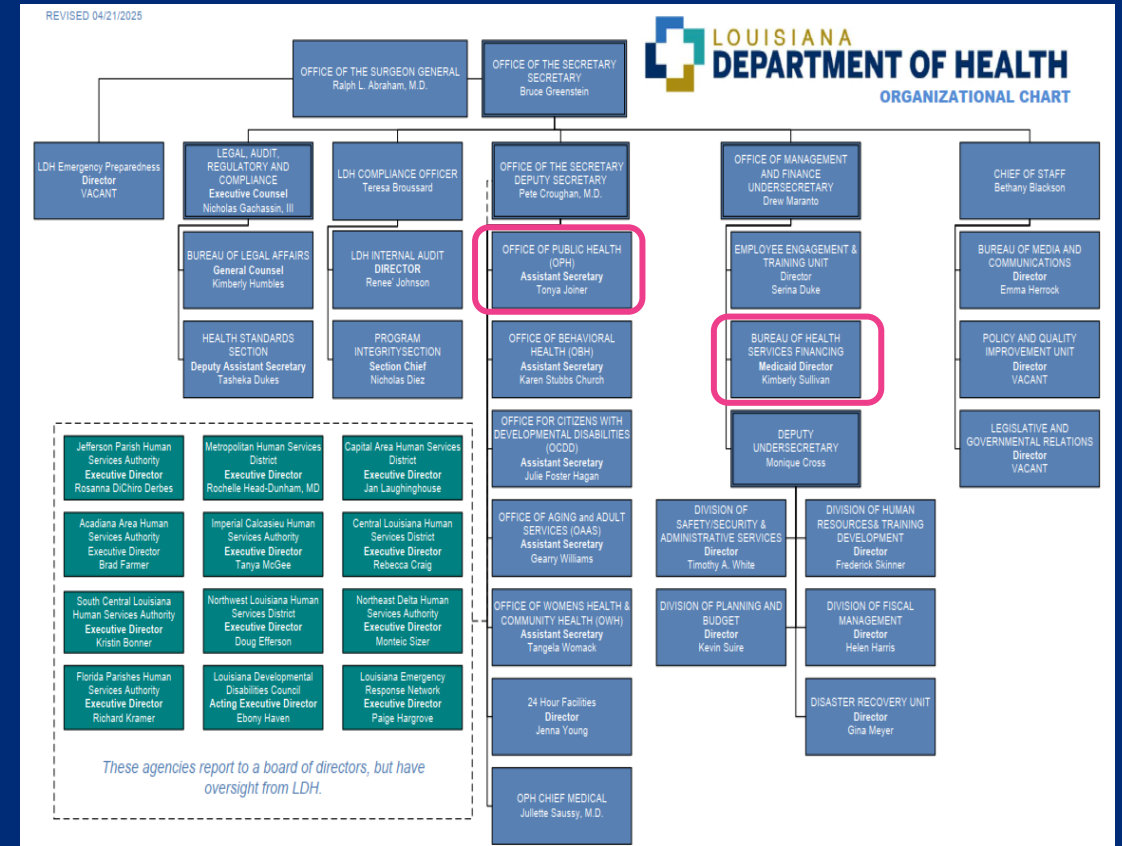 REVISED 04/21/2025
LOUISIANA
DEPARTMENT OF HEALTH
ORGANIZATIONAL CHART
OFFICE OF THE SURGEON GENERAL
Ralph L. Abraham, M.D.
OFFICE OF THE SECRETARY
SECRETARY
Bruce Greenstein
LDH Emergency Preparedness
Director
VACANT
LEGAL, AUDIT,
REGULATORY AND
COMPLIANCE
Executive Counsel
Nicholas Gachassin, III
LDH COMPLIANCE OFFICER
Teresa Broussard
OFFICE OF THE SECRETARY
DEPUTY SECRETARY
Pete Croughan, M.D.
OFFICE OF MANAGEMENT
AND FINANCE
UNDERSECRETARY
Drew Maranto
CHIEF OF STAFF
Bethany Blackson
BUREAU OF LEGAL AFFAIRS
General Counsel
Kimberly Humbles
LDH INTERNAL AUDIT
DIRECTOR
Renee' Johnson
OFFICE OF PUBLIC HEALTH
(OPH)
Assistant Secretary
Tonya Joiner
EMPLOYEE ENGAGEMENT &
TRAINING UNIT
Director
Serina Duke
BUREAU OF MEDIA AND
COMMUNICATIONS
Director
Emma Herrock
HEALTH STANDARDS
SECTION
Deputy Assistant Secretary
Tasheka Dukes
PROGRAM
INTEGRITYSECTION
Section Chief
Nicholas Diez
OFFICE OF BEHAVIORAL
HEALTH (OBH)
Assistant Secretary
Karen Stubbs Church
BUREAU OF HEALTH
SERVICES FINANCING
Medicaid Director
Kimberly Sullivan
POLICY AND QUALITY
IMPROVEMENT UNIT
Director
VACANT
OFFICE FOR CITIZENS WITH
DEVELOPMENTAL DISABILITIES
(OCDD)
Assistant Secretary
Julie Foster Hagan
DEPUTY
UNDERSECRETARY
Monique Cross
LEGISLATIVE AND
GOVERNMENTAL RELATIONS
Director
VACANT
Jefferson Parish Human
Services Authority
Executive Director
Rosanna DiChiro Derbes
Metropolitan Human Services
District
Executive Director
Rochelle Head-Dunham, MD
Capital Area Human Services
District
Executive Director
Jan Laughinghouse
Acadiana Area Human
Services Authority
Executive Director
Brad Farmer
Imperial Calcasieu Human
Services Authority
Executive Director
Tanya McGee
Central Louisiana Human
Services District
Executive Director
Rebecca Craig
OFFICE OF AGING and ADULT
SERVICES (OAAS)
Assistant Secretary
Gearry Williams
DIVISION OF
SAFETY/SECURITY &
ADMINISTRATIVE SERVICES
Director
Timothy A. White
DIVISION OF HUMAN
RESOURCES& TRAINING
DEVELOPMENT
Director
Frederick Skinner
South Central Louisiana
Human Services Authority
Executive Director
Kristin Bonner
Northwest Louisiana Human
Services District
Executive Director
Doug Efferson
Northeast Delta Human
Services Authority
Executive Director
Monteic Sizer
OFFICE OF WOMENS HEALTH &
COMMUNITY HEALTH (OWH)
Assistant Secretary
Tangela Womack
DIVISION OF PLANNING AND
BUDGET
Director
Kevin Suire
DIVISION OF FISCAL
MANAGEMENT
Director
Helen Harris
Florida Parishes Human
Services Authority
Executive Director
Richard Kramer
Louisiana Developmental
Disabilities Council
Acting Executive Director
Ebony Haven
Louisiana Emergency
Response Network
Executive Director
Paige Hargrove
24 Hour Facilities
Director
Jenna Young
DISASTER RECOVERY UNIT
Director
Gina Meyer
These agencies report to a board of directors, but have
oversight from LDH.
OPH CHIEF MEDICAL
Jullette Saussy, M.D.